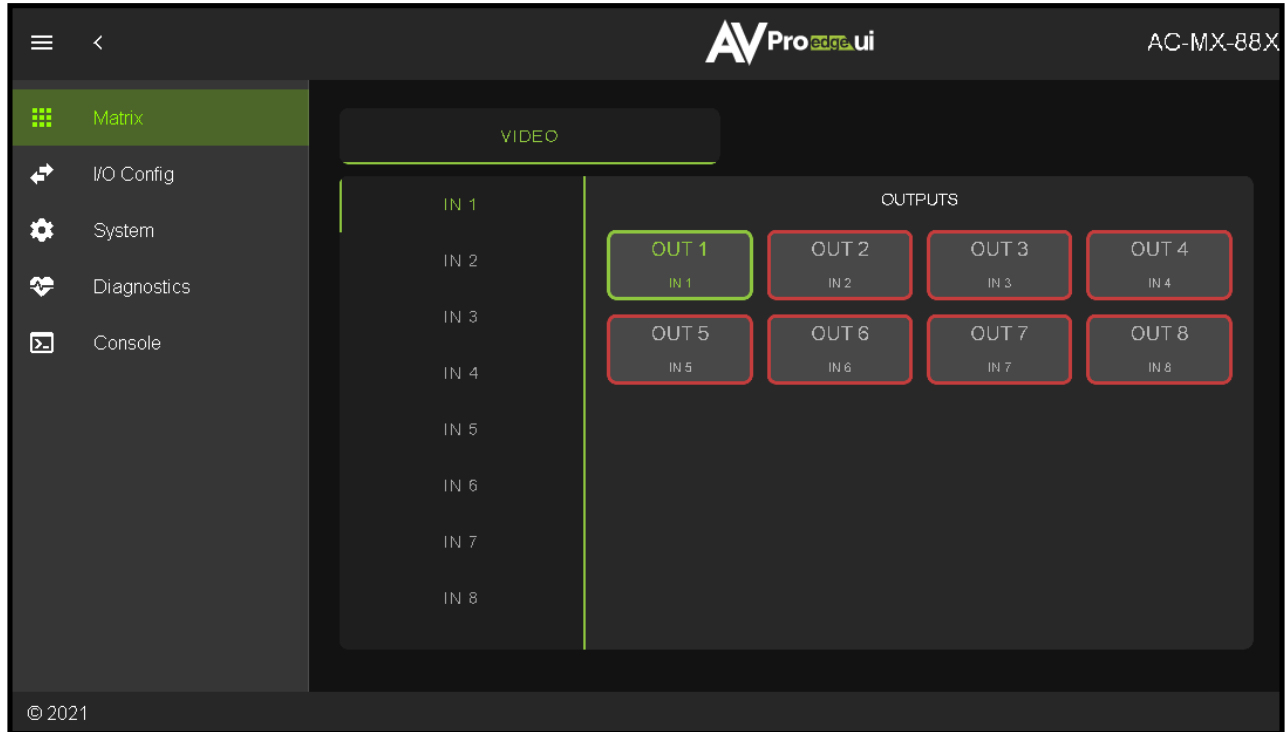 AVPro edge.ui
AC-MX-88X
Matrix
I/O Config
System
Diagnostics
Console
VIDEO
IN 1
IN 2
IN 3
IN 4
IN 5
IN 6
IN 7
IN 8
OUTPUTS
OUT 1 OUT 2 OUT 3 OUT 4
IN 1 IN 2 IN 3 IN 4
OUT 5 OUT 6 OUT 7 OUT 8
IN 5 IN 6 IN 7 IN 8
© 2021